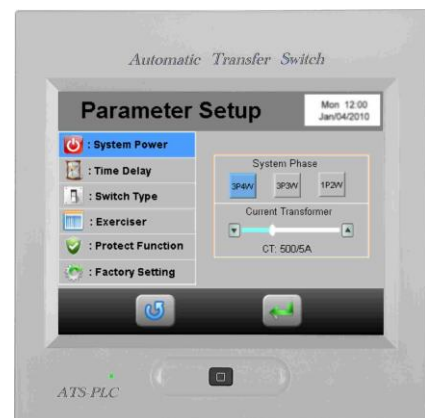 Automatic Transfer Switch
Parameter Setup
Mon 12:00
Jan/04/2010
: System Power
: Time Delay
: Switch Type
: Exerciser
: Protect Function
: Factory Setting
System Phase
3P4W 3P3W 1P2W
Current Transformer
CT: 500/5A
ATS-PLC